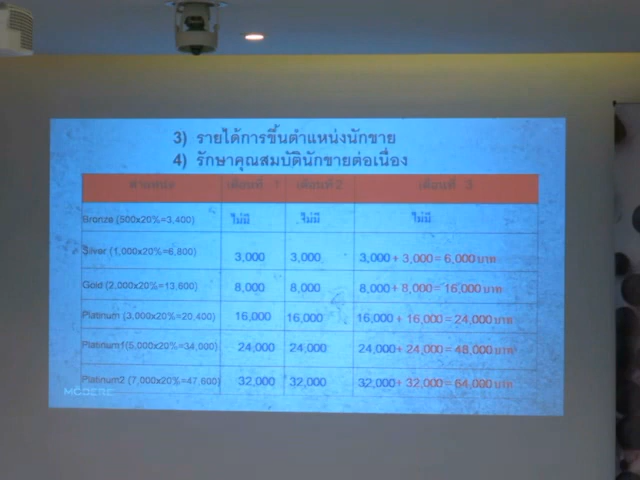 3) รายได้การขึ้นตำแหน่งนักขาย
4) รักษาคุณสมบัตินักขายต่อเนื่อง
ตำแหน่ง เดือนที่ 1 เดือนที่ 2 เดือนที่ 3
Bronze (500x20%=3,400) ไม่มี ไม่มี ไม่มี
Silver (1,000x20%=6,800) 3,000 3,000 3,000 + 3,000 = 6,000 บาท
Gold (2,000x20%=13,600) 8,000 8,000 8,000 + 8,000 = 16,000 บาท
Platinum (3,000x20%=20,400) 16,000 16,000 16,000 + 16,000 = 24,000 บาท
Platinum1(5,000x20%=34,000) 24,000 24,000 24,000+ 24,000 = 48,000 บาท
Platinum2 (7,000x20%=47,600) 32,000 32,000 32,000+ 32,000 = 64,000 บาท
MODERE